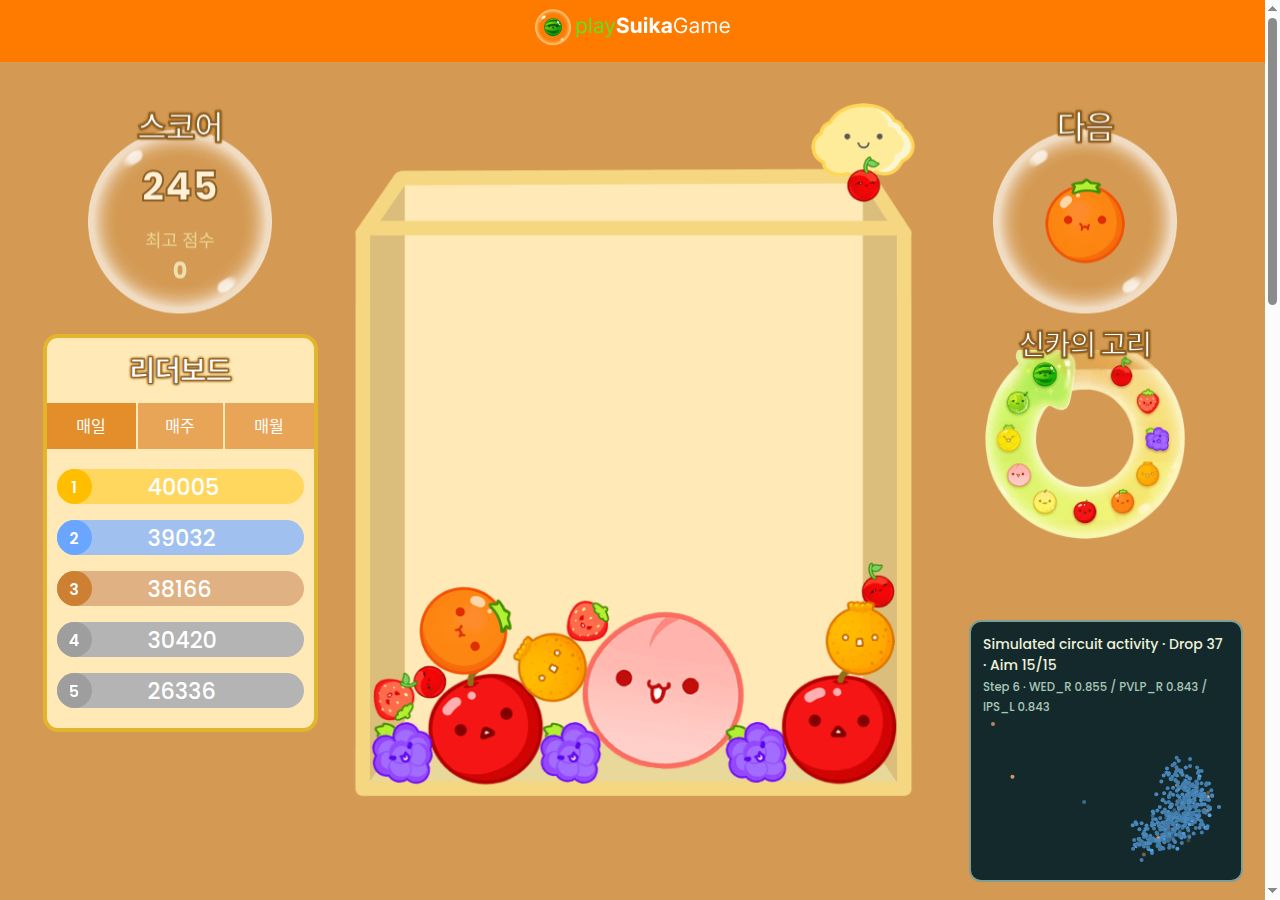 playSuikaGame
스코어
245
최고 점수
0
다음
신카의 고리
리더보드
매일 매주 매월
1 40005
2 39032
3 38166
4 30420
5 26336
Simulated circuit activity · Drop 37
· Aim 15/15
Step 6 · WED_R 0.855 / PVLP_R 0.843 /
IPS_L 0.843